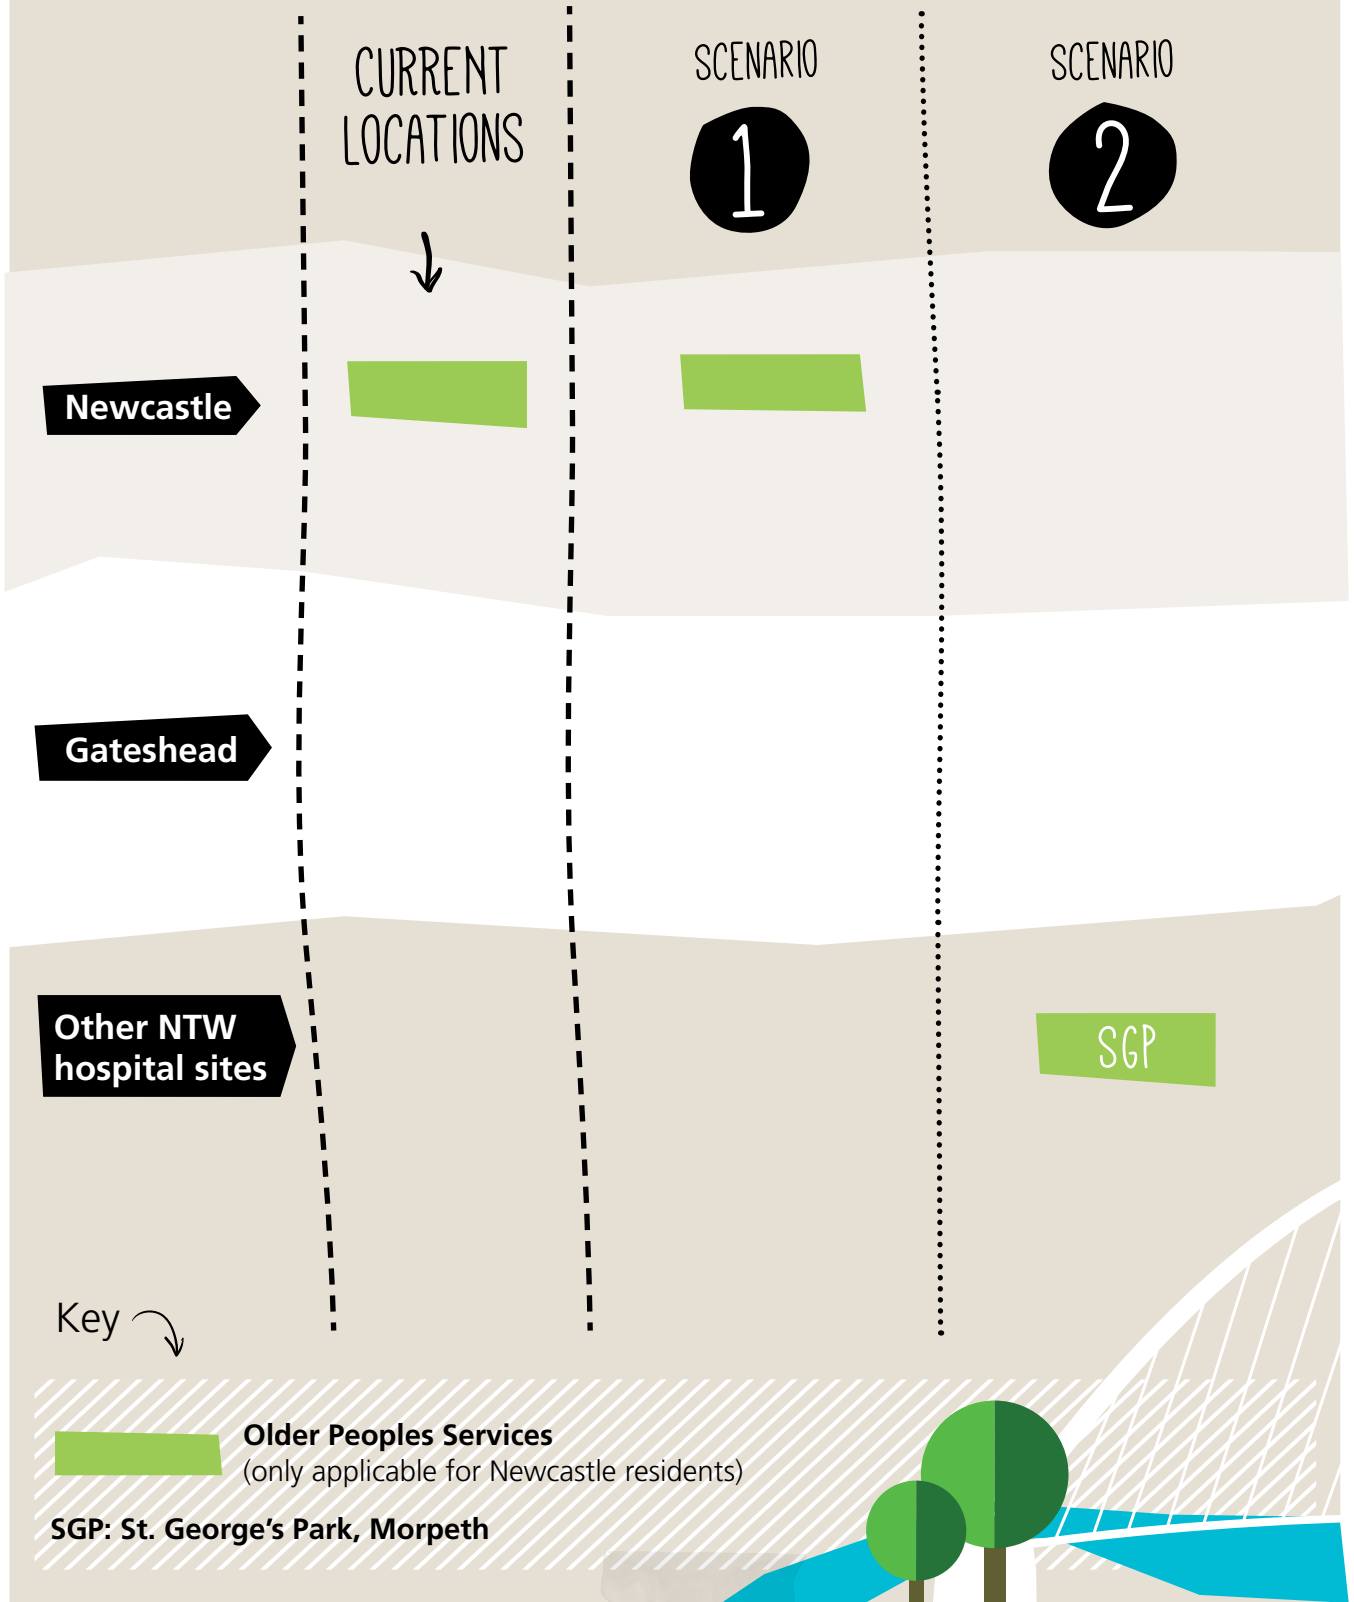 CURRENT
LOCATIONS
SCENARIO
1
SCENARIO
2
Newcastle
Gateshead
Other NTW
hospital sites
SGP
Key
Older Peoples Services
(only applicable for Newcastle residents)
SGP: St. George’s Park, Morpeth